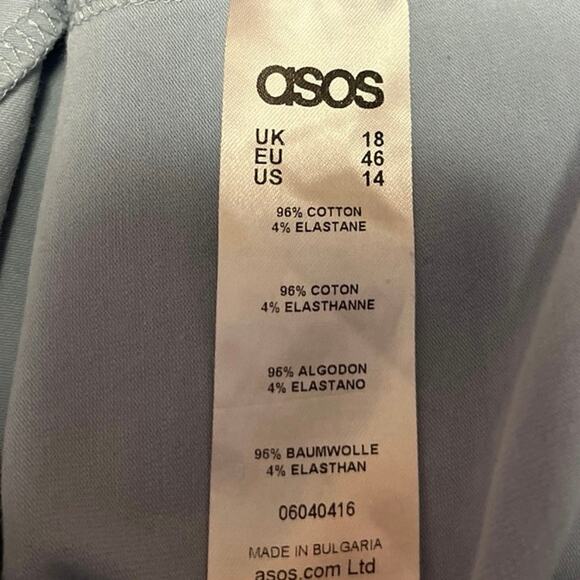 asos
UK 18
EU 46
US 14
96% COTTON
4% ELASTANE
96% COTON
4% ELASTHANNE
96% ALGODON
4% ELASTANO
96% BAUMWOLLE
4% ELASTHAN
06040416
MADE IN BULGARIA
asos.com Ltd